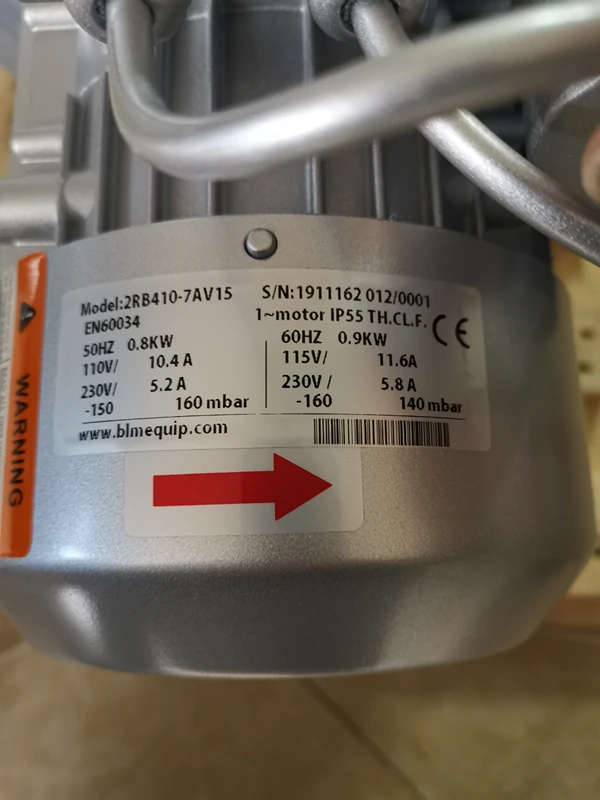 Model:2RB410-7AV15 S/N:1911162 012/0001
EN60034 1~motor IP55 TH.CL.F. CE
50HZ 0.8KW 60HZ 0.9KW
110V/ 10.4 A 115V/ 11.6A
230V/ 5.2 A 230V / 5.8 A
-150 160 mbar -160 140 mbar
www.blmequip.com
WARNING